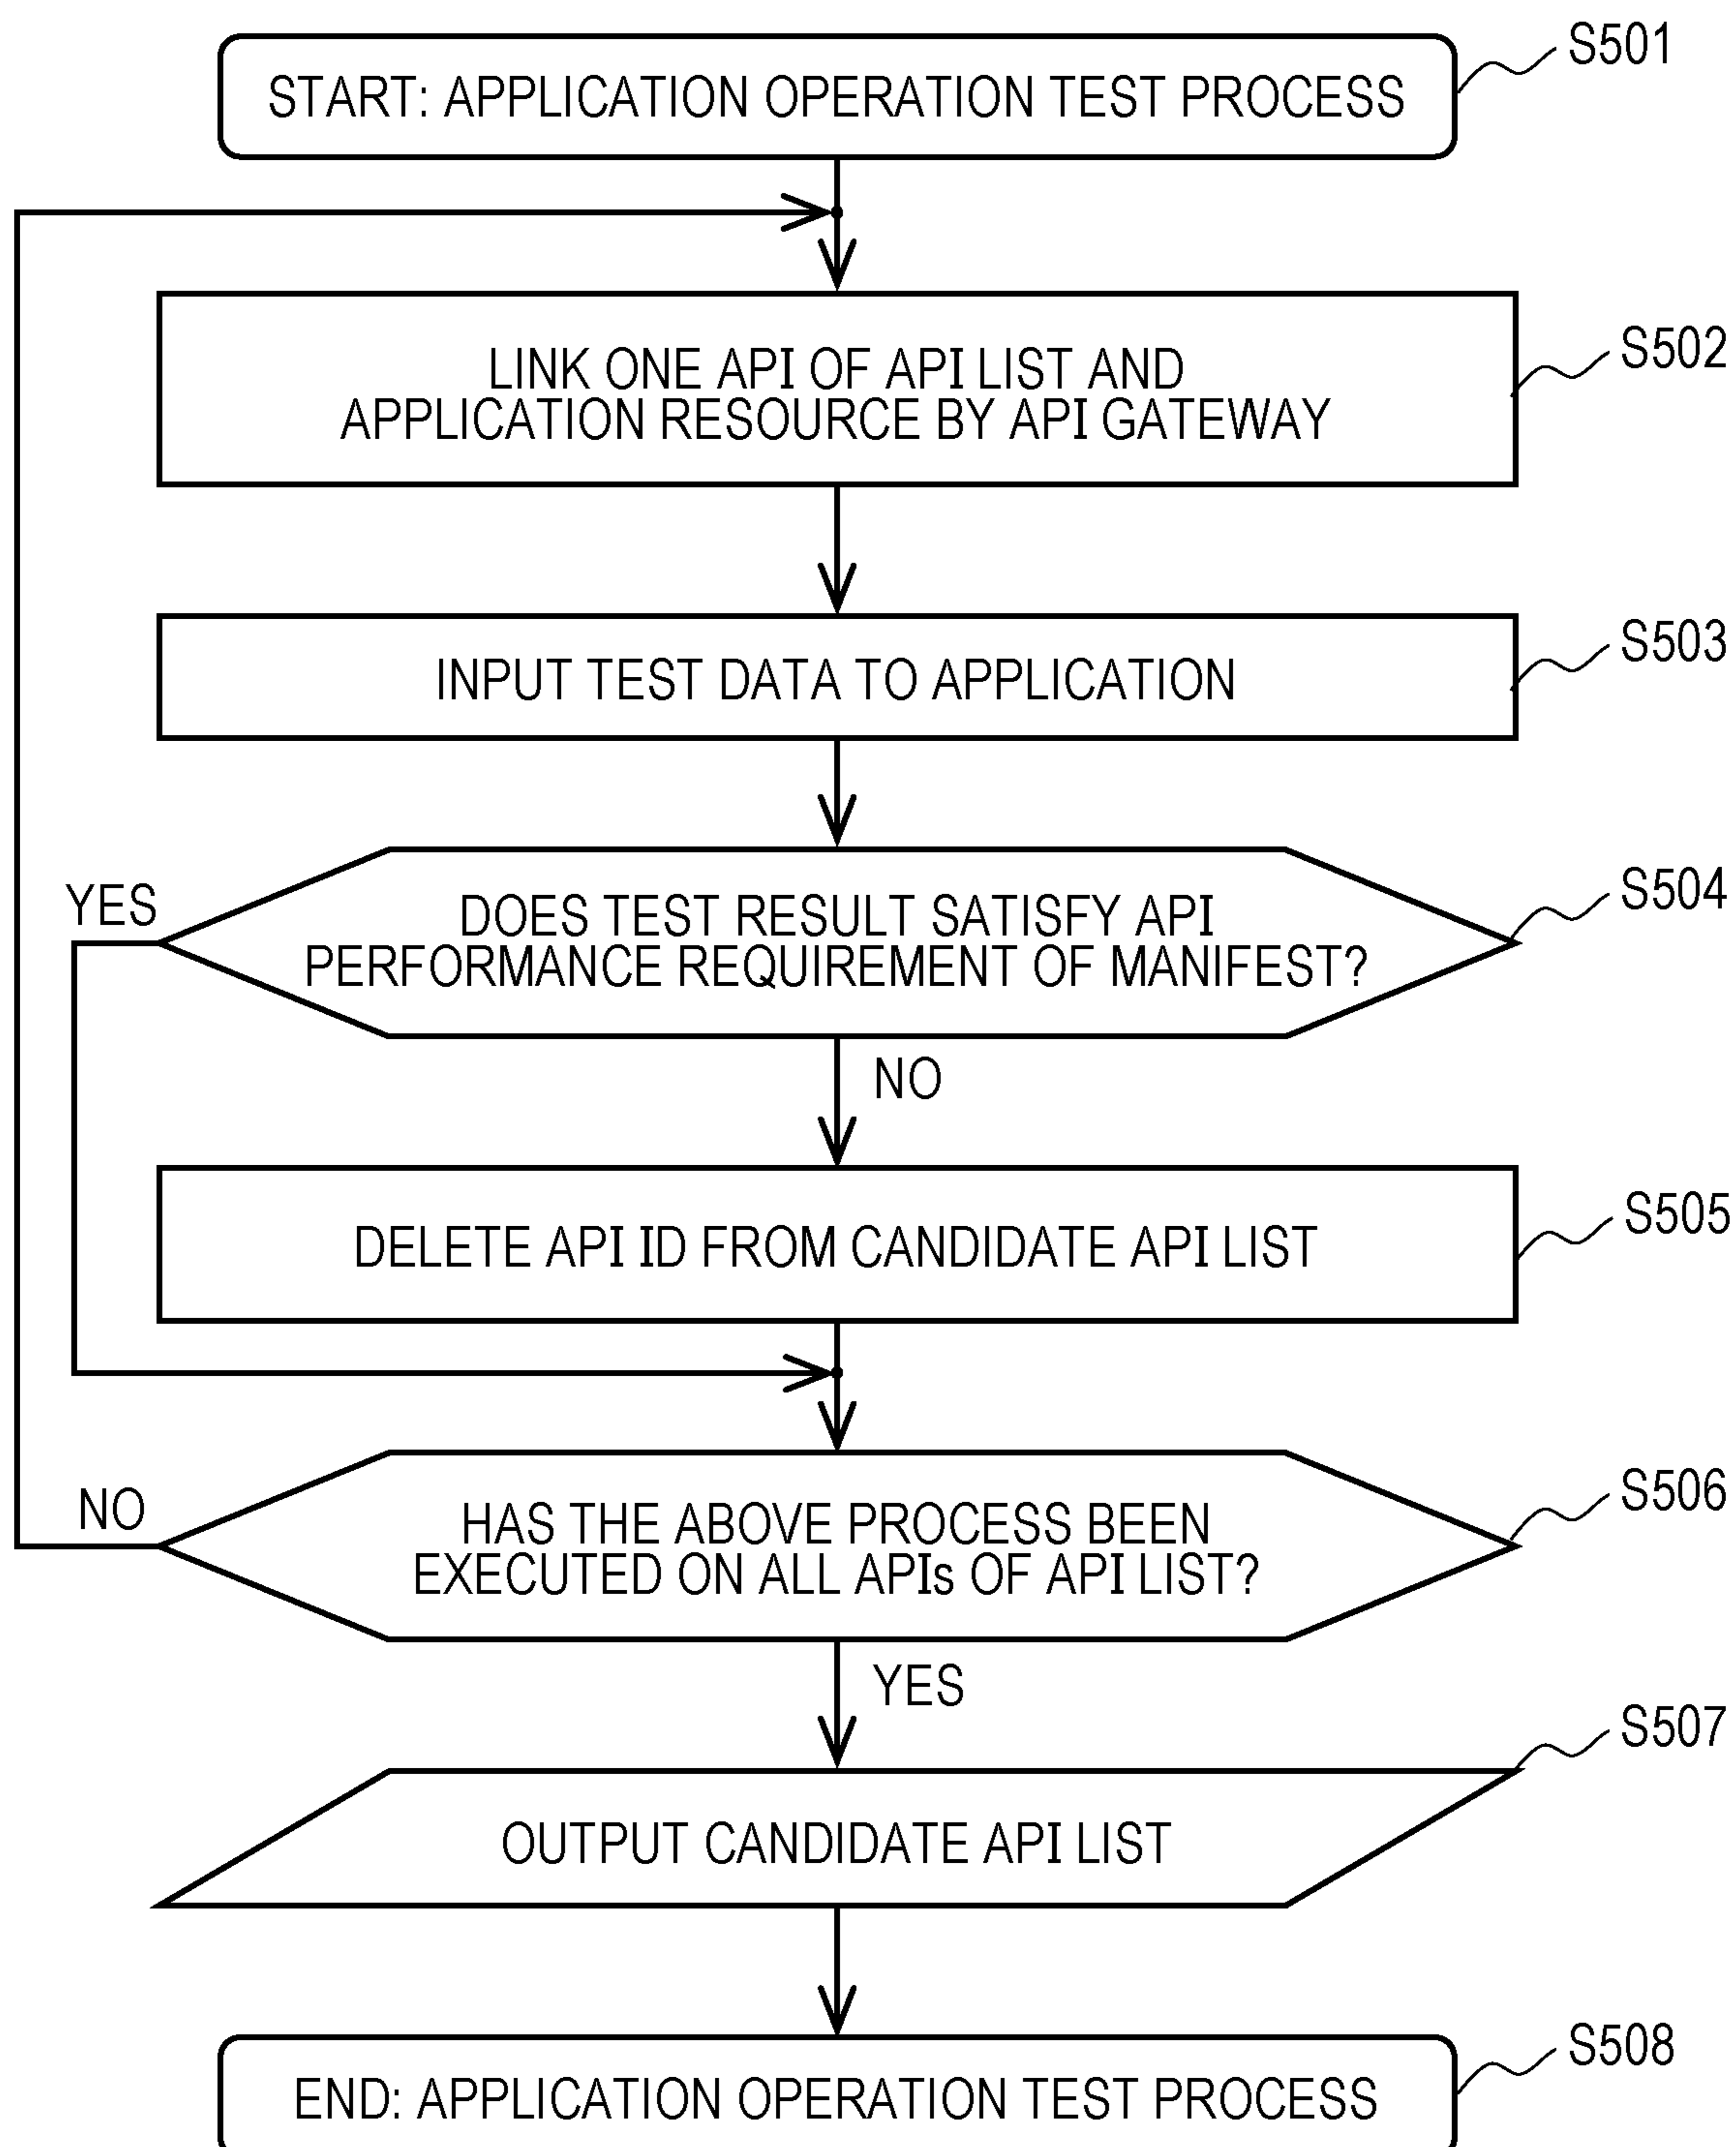 START: APPLICATION OPERATION TEST PROCESS
S501
LINK ONE API OF API LIST AND
APPLICATION RESOURCE BY API GATEWAY
S502
INPUT TEST DATA TO APPLICATION
S503
YES
DOES TEST RESULT SATISFY API
PERFORMANCE REQUIREMENT OF MANIFEST?
S504
NO
DELETE API ID FROM CANDIDATE API LIST
S505
NO
HAS THE ABOVE PROCESS BEEN
EXECUTED ON ALL APIs OF API LIST?
S506
YES
S507
OUTPUT CANDIDATE API LIST
END: APPLICATION OPERATION TEST PROCESS
S508